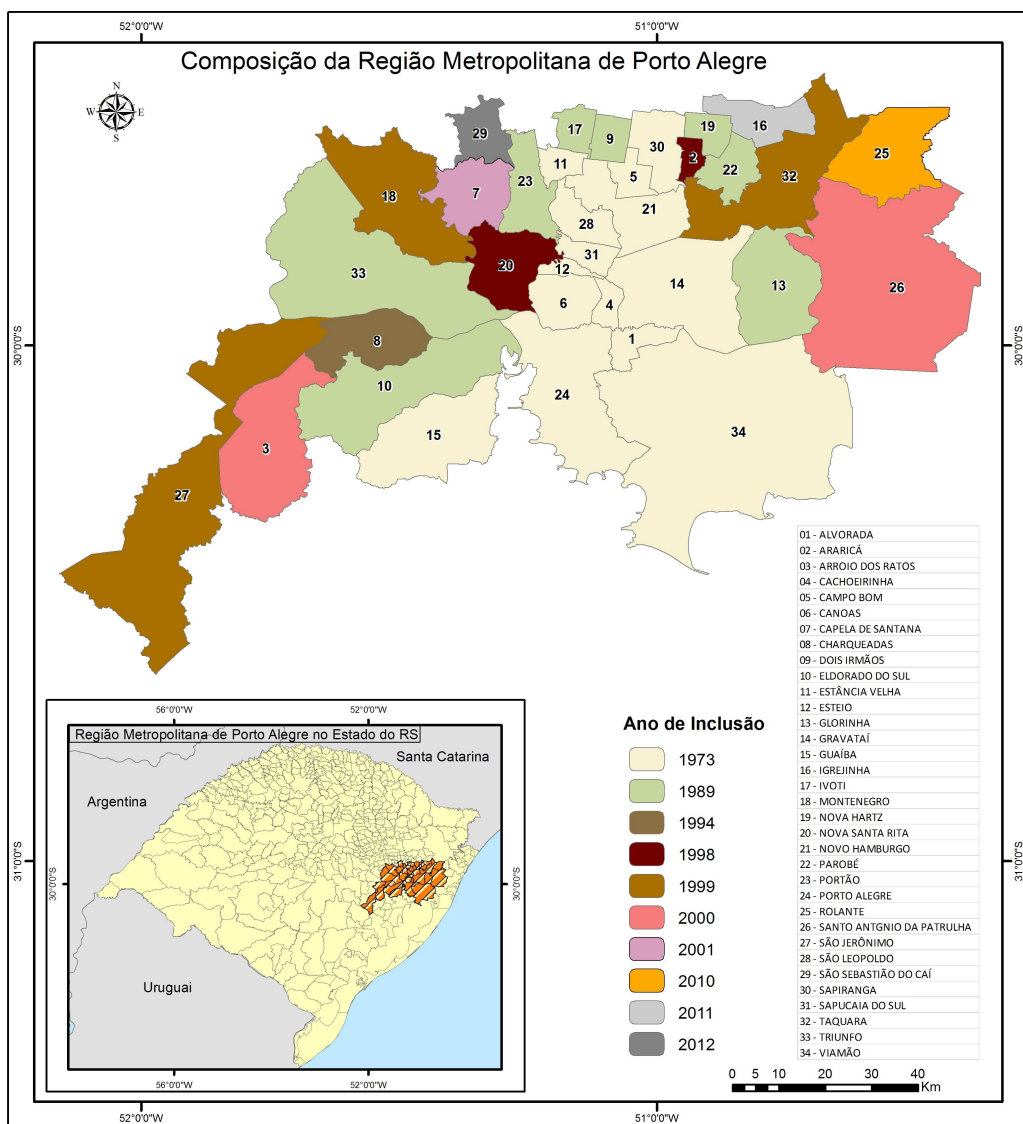 52°0'0"W
51°0'0"W
Composição da Região Metropolitana de Porto Alegre
N
W
E
S
29
17
9
30
19
16
25
11
2
5
22
32
18
7
23
21
28
31
20
12
33
14
13
26
6
4
8
1
30°0'0"S
30°0'0"S
10
24
15
34
3
27
01 - ALVORADA
02 - ARARICÁ
03 - ARROIO DOS RATOS
04 - CACHOEIRINHA
05 - CAMPO BOM
06 - CANOAS
07 - CAPELA DE SANTANA
08 - CHARQUEADAS
09 - DOIS IRMÃOS
10 - ELDORADO DO SUL
11 - ESTÂNCIA VELHA
12 - ESTEIO
13 - GLORINHA
14 - GRAVATAÍ
15 - GUAÍBA
16 - IGREJINHA
17 - IVOTI
18 - MONTENEGRO
19 - NOVA HARTZ
20 - NOVA SANTA RITA
21 - NOVO HAMBURGO
22 - PAROBÉ
23 - PORTÃO
24 - PORTO ALEGRE
25 - ROLANTE
26 - SANTO ANTGNIO DA PATRULHA
27 - SÃO JERÔNIMO
28 - SÃO LEOPOLDO
29 - SÃO SEBASTIÃO DO CAÍ
30 - SAPIRANGA
31 - SAPUCAIA DO SUL
32 - TAQUARA
33 - TRIUNFO
34 - VIAMÃO
Ano de Inclusão
1973
1989
1994
1998
1999
2000
2001
2010
2011
2012
0 5 10 20 30 40
Km
56°0'0"W
52°0'0"W
Região Metropolitana de Porto Alegre no Estado do RS
Santa Catarina
Argentina
Uruguai
30°0'0"S
30°0'0"S
56°0'0"W
52°0'0"W
31°0'0"S
31°0'0"S
52°0'0"W
51°0'0"W